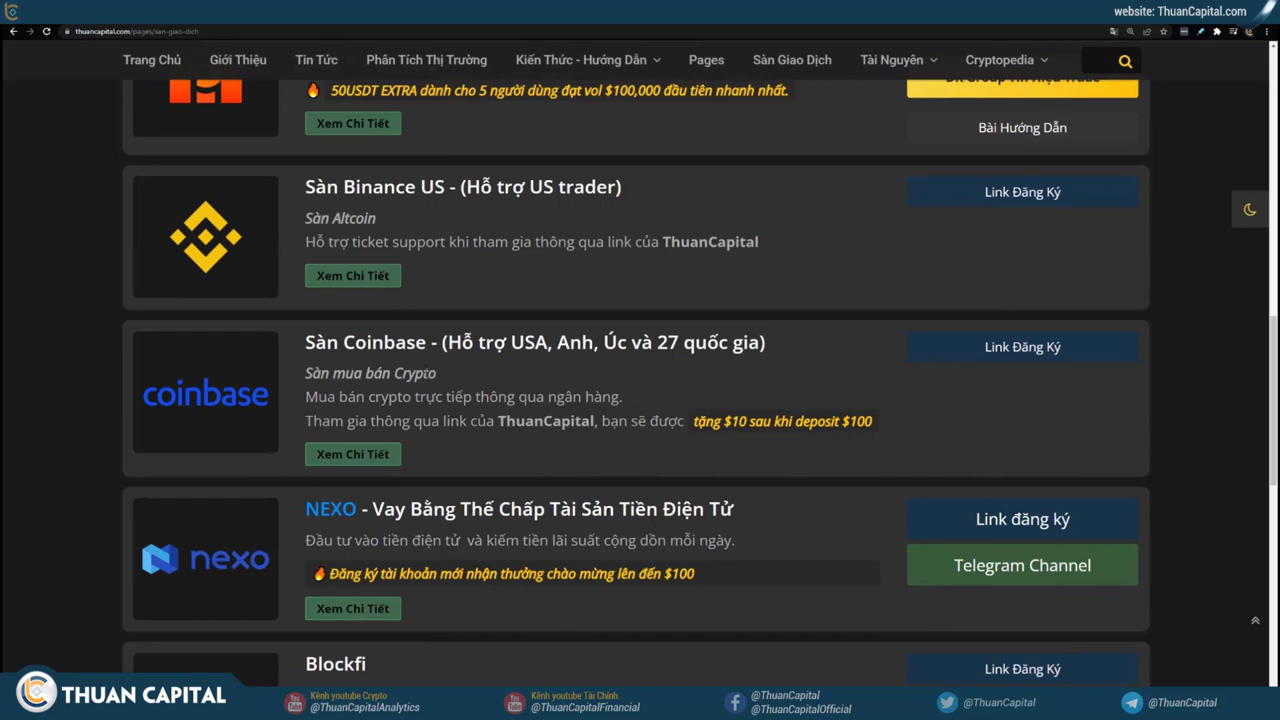 website: ThuanCapital.com
thuancapital.com/pages/san-giao-dich
Trang Chủ Giới Thiệu Tin Tức Phân Tích Thị Trường Kiến Thức - Hướng Dẫn Pages Sàn Giao Dịch Tài Nguyên Cryptopedia
50USDT EXTRA dành cho 5 người dùng đạt vol $100,000 đầu tiên nhanh nhất.
Xem Chi Tiết
Bài Hướng Dẫn
Sàn Binance US - (Hỗ trợ US trader)
Link Đăng Ký
Sàn Altcoin
Hỗ trợ ticket support khi tham gia thông qua link của ThuanCapital
Xem Chi Tiết
Sàn Coinbase - (Hỗ trợ USA, Anh, Úc và 27 quốc gia)
Link Đăng Ký
coinbase
Sàn mua bán Crypto
Mua bán crypto trực tiếp thông qua ngân hàng.
Tham gia thông qua link của ThuanCapital, bạn sẽ được tặng $10 sau khi deposit $100
Xem Chi Tiết
NEXO - Vay Bằng Thế Chấp Tài Sản Tiền Điện Tử
Link đăng ký
nexo
Đầu tư vào tiền điện tử và kiếm tiền lãi suất cộng dồn mỗi ngày.
Telegram Channel
Đăng ký tài khoản mới nhận thưởng chào mừng lên đến $100
Xem Chi Tiết
Blockfi
Link Đăng Ký
THUAN CAPITAL
Kênh youtube Crypto
@ThuanCapitalAnalytics
Kênh youtube Tài Chính
@ThuanCapitalFinancial
@ThuanCapital
@ThuanCapitalOfficial
@ThuanCapital
@ThuanCapital